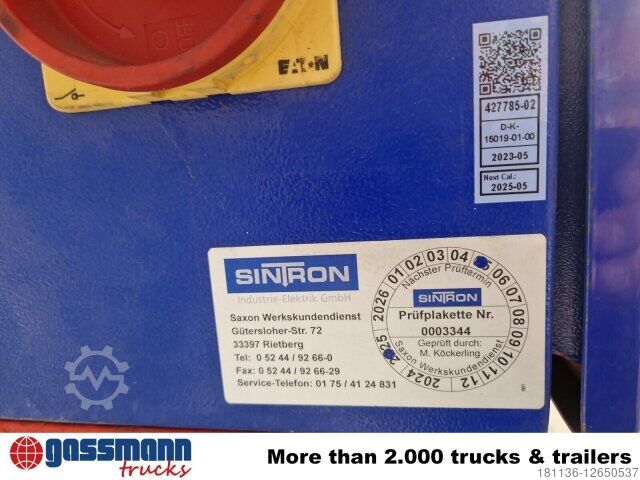 OFF
EATON
427785-02
D-K-
15019-01-00
2023-05
Next Cal.:
2025-05
SINTRON
Industrie-Elektrik GmbH
Saxon Werkskundendienst
Gütersloher-Str. 72
33397 Rietberg
Tel: 0 52 44 / 92 66-0
Fax: 0 52 44 / 92 66-29
Service-Telefon: 01 75 / 41 24 831
2026 01 02 03 04 05 06 07 08 09 10 11 12 2024 2025
Nächster Prüftermin
SINTRON
Prüfplakette Nr.
0003344
Geprüft durch:
M. Köckerling
Saxon Werkskundendienst
gassmann
trucks
More than 2.000 trucks & trailers
181136-12650537